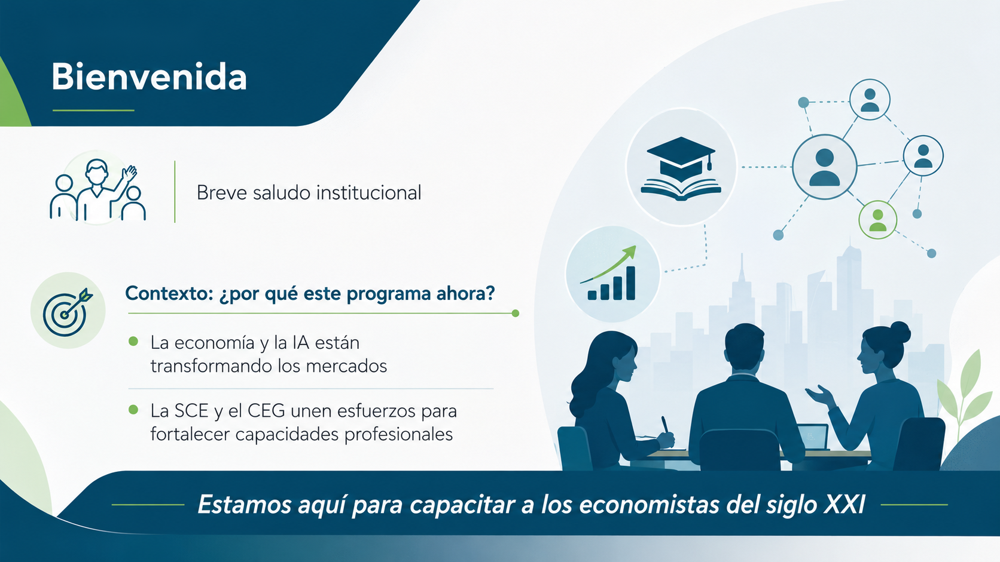 Bienvenida
Breve saludo institucional
Contexto: ¿por qué este programa ahora?
La economía y la IA están
transformando los mercados
La SCE y el CEG unen esfuerzos para
fortalecer capacidades profesionales
Estamos aquí para capacitar a los economistas del siglo XXI